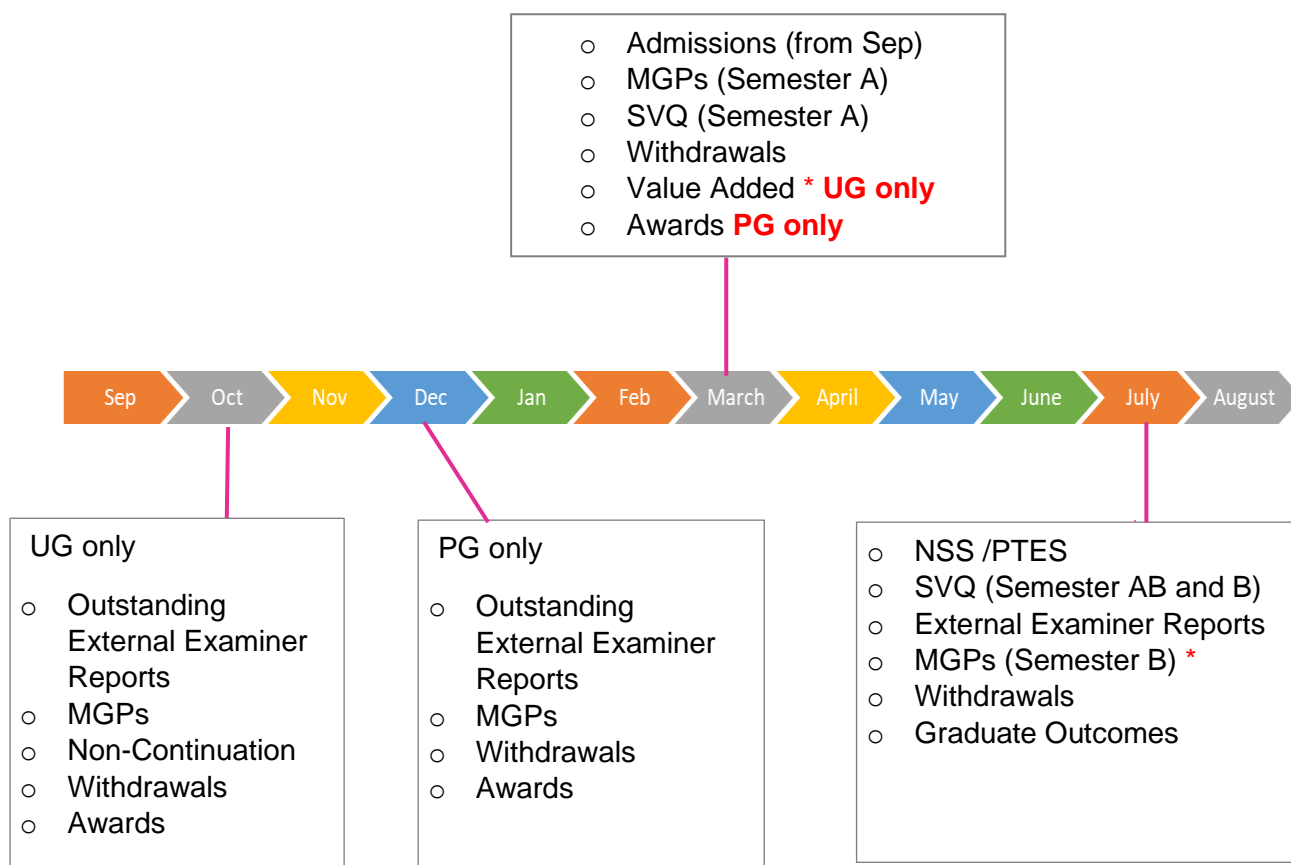 o Admissions (from Sep)
o MGPs (Semester A)
o SVQ (Semester A)
o Withdrawals
o Value Added * UG only
o Awards PG only
Sep Oct Nov Dec Jan Feb March April May June July August
UG only
o Outstanding
External Examiner
Reports
o MGPs
o Non-Continuation
o Withdrawals
o Awards
PG only
o Outstanding
External Examiner
Reports
o MGPs
o Withdrawals
o Awards
o NSS /PTES
o SVQ (Semester AB and B)
o External Examiner Reports
o MGPs (Semester B) *
o Withdrawals
o Graduate Outcomes